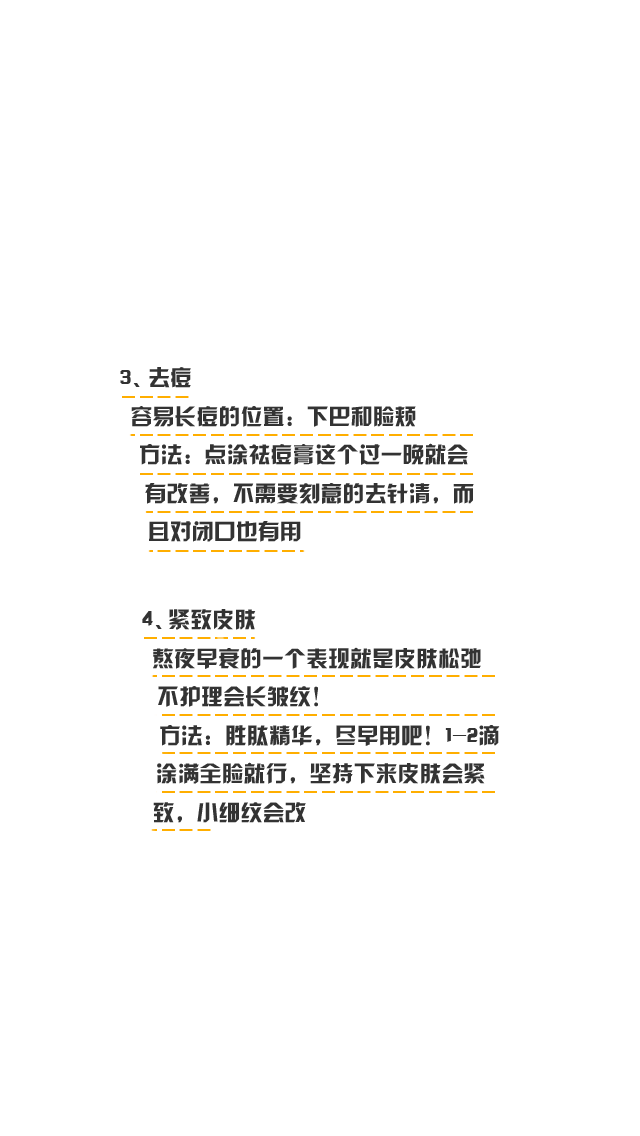 3、去痘
容易长痘的位置：下巴和脸颊
方法：点涂祛痘膏这个过一晚就会
有改善，不需要刻意的去针清，而
且对闭口也有用
4、紧致皮肤
熬夜早衰的一个表现就是皮肤松弛
不护理会长皱纹！
方法：胜肽精华，尽早用吧！1-2滴
涂满全脸就行，坚持下来皮肤会紧
致，小细纹会改